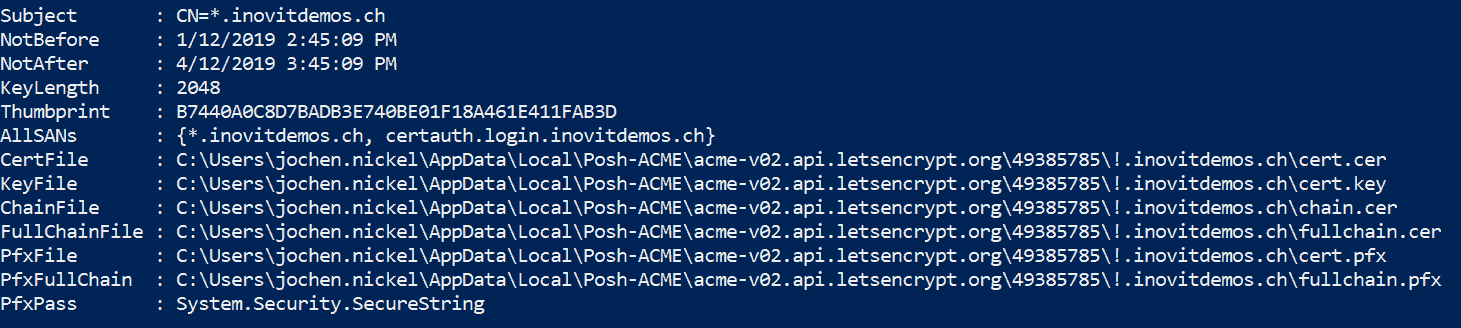 Subject       : CN=*.inovitdemos.ch
NotBefore     : 1/12/2019 2:45:09 PM
NotAfter      : 4/12/2019 3:45:09 PM
KeyLength     : 2048
Thumbprint    : B7440A0C8D7BADB3E740BE01F18A461E411FAB3D
AllSANs       : {*.inovitdemos.ch, certauth.login.inovitdemos.ch}
CertFile      : C:\Users\jochen.nickel\AppData\Local\Posh-ACME\acme-v02.api.letsencrypt.org\49385785\!.inovitdemos.ch\cert.cer
KeyFile       : C:\Users\jochen.nickel\AppData\Local\Posh-ACME\acme-v02.api.letsencrypt.org\49385785\!.inovitdemos.ch\cert.key
ChainFile     : C:\Users\jochen.nickel\AppData\Local\Posh-ACME\acme-v02.api.letsencrypt.org\49385785\!.inovitdemos.ch\chain.cer
FullChainFile : C:\Users\jochen.nickel\AppData\Local\Posh-ACME\acme-v02.api.letsencrypt.org\49385785\!.inovitdemos.ch\fullchain.cer
PfxFile       : C:\Users\jochen.nickel\AppData\Local\Posh-ACME\acme-v02.api.letsencrypt.org\49385785\!.inovitdemos.ch\cert.pfx
PfxFullChain  : C:\Users\jochen.nickel\AppData\Local\Posh-ACME\acme-v02.api.letsencrypt.org\49385785\!.inovitdemos.ch\fullchain.pfx
PfxPass       : System.Security.SecureString